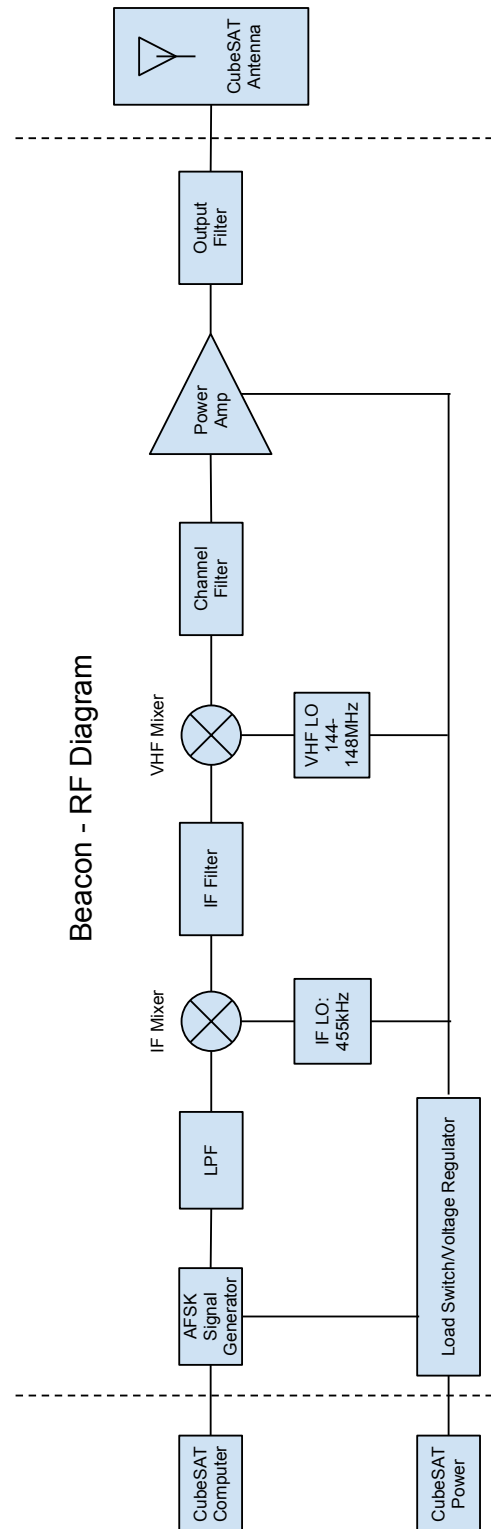 Beacon - RF Diagram
IF Mixer
VHF Mixer
CubeSAT
Computer
AFSK
Signal
Generator
LPF
IF Filter
Channel
Filter
Power
Amp
Output
Filter
CubeSAT
Antenna
IF LO:
455kHz
VHF LO
144-
148MHz
CubeSAT
Power
Load Switch/Voltage Regulator